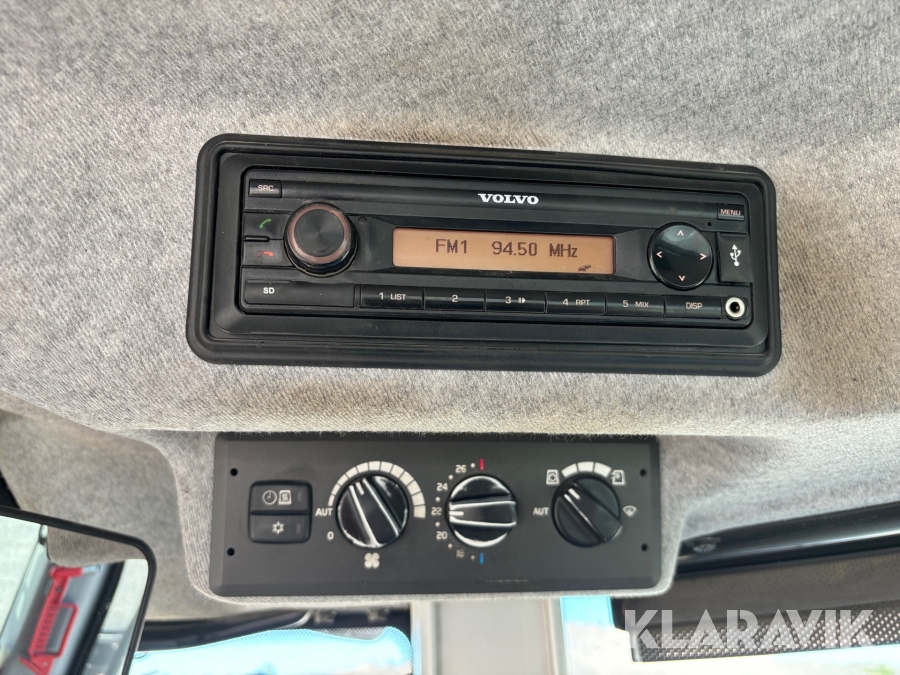 SRC
VOLVO
MENU
FM1 94.50 MHz
SD
1 LIST
2
3
4 RPT
5 MIX
DISP
AUT
0
26
24
22
20
18
AUT
KLARAVIK